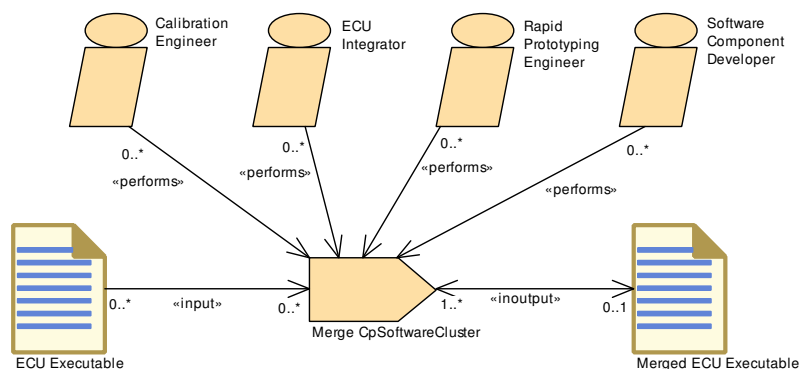 Calibration
Engineer
ECU
Integrator
Rapid
Prototyping
Engineer
Software
Component
Developer
0..*
«performs»
0..*
«performs»
0..*
«performs»
0..*
«performs»
0..*
«input»
0..*
1..*
«inoutput»
0..1
Merge CpSoftwareCluster
ECU Executable
Merged ECU Executable